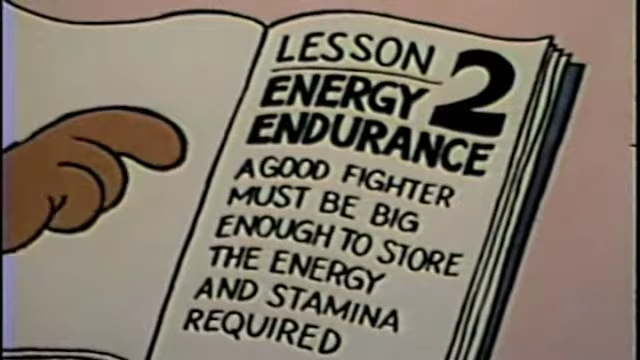 LESSON 2
ENERGY
ENDURANCE
A GOOD FIGHTER
MUST BE BIG
ENOUGH TO STORE
THE ENERGY
AND STAMINA
REQUIRED